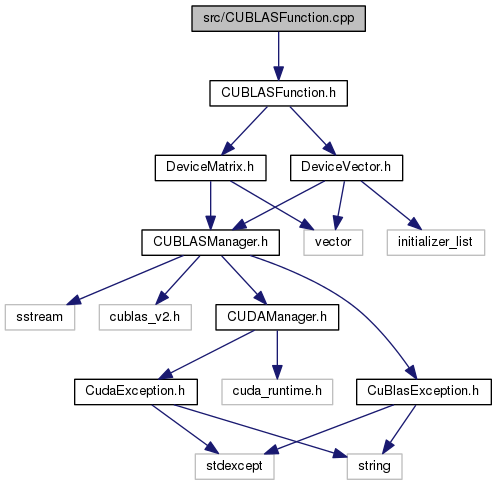 src/CUBLASFunction.cpp
CUBLASFunction.h
DeviceMatrix.h
DeviceVector.h
CUBLASManager.h
vector
initializer_list
sstream
cublas_v2.h
CUDAManager.h
CudaException.h
cuda_runtime.h
CuBlasException.h
stdexcept
string